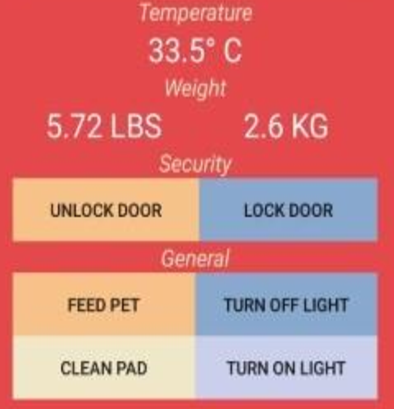 Temperature
33.5° C
Weight
5.72 LBS 2.6 KG
Security
UNLOCK DOOR LOCK DOOR
General
FEED PET TURN OFF LIGHT
CLEAN PAD TURN ON LIGHT